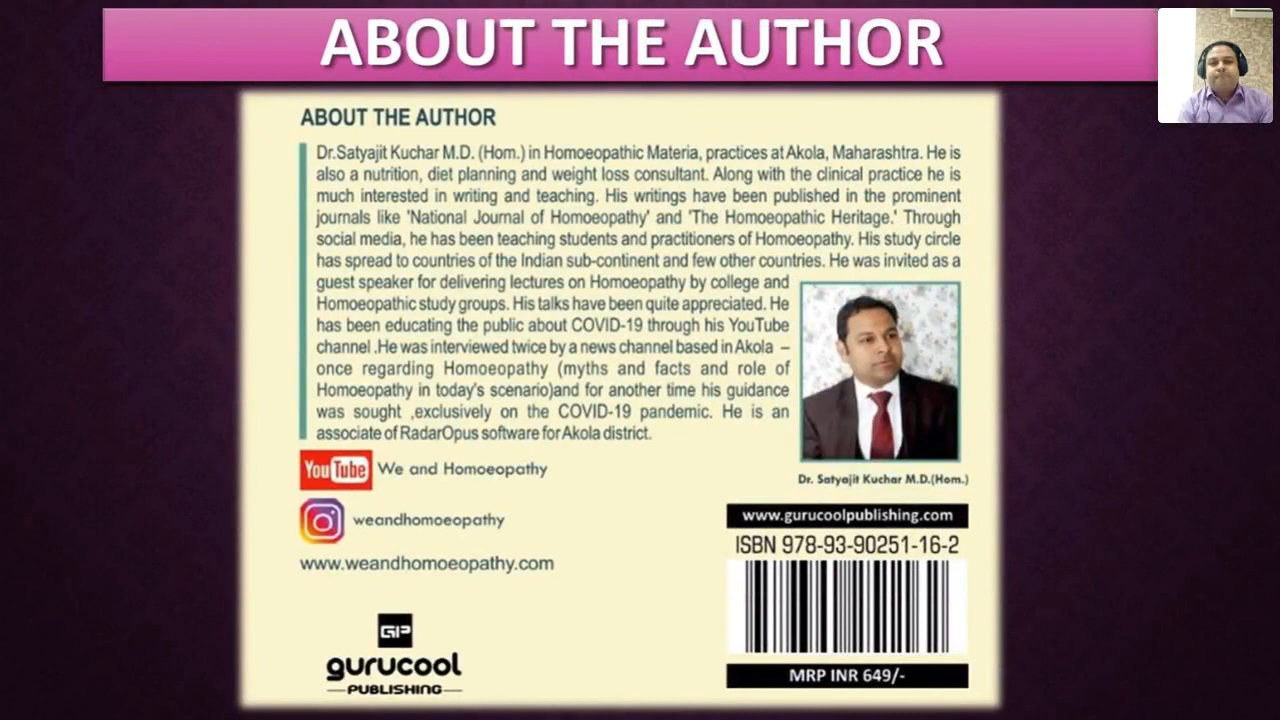 ABOUT THE AUTHOR
ABOUT THE AUTHOR
Dr.Satyajit Kuchar M.D. (Hom.) in Homoeopathic Materia, practices at Akola, Maharashtra. He is
also a nutrition, diet planning and weight loss consultant. Along with the clinical practice he is
much interested in writing and teaching. His writings have been published in the prominent
journals like 'National Journal of Homoeopathy' and 'The Homoeopathic Heritage.' Through
social media, he has been teaching students and practitioners of Homoeopathy. His study circle
has spread to countries of the Indian sub-continent and few other countries. He was invited as a
guest speaker for delivering lectures on Homoeopathy by college and
Homoeopathic study groups. His talks have been quite appreciated. He
has been educating the public about COVID-19 through his YouTube
channel .He was interviewed twice by a news channel based in Akola –
once regarding Homoeopathy (myths and facts and role of
Homoeopathy in today's scenario)and for another time his guidance
was sought ,exclusively on the COVID-19 pandemic. He is an
associate of RadarOpus software for Akola district.
Dr. Satyajit Kuchar M.D.(Hom.)
YouTube We and Homoeopathy
weandhomoeopathy
www.weandhomoeopathy.com
GP
gurucool
PUBLISHING
www.gurucoolpublishing.com
ISBN 978-93-90251-16-2
MRP INR 649/-